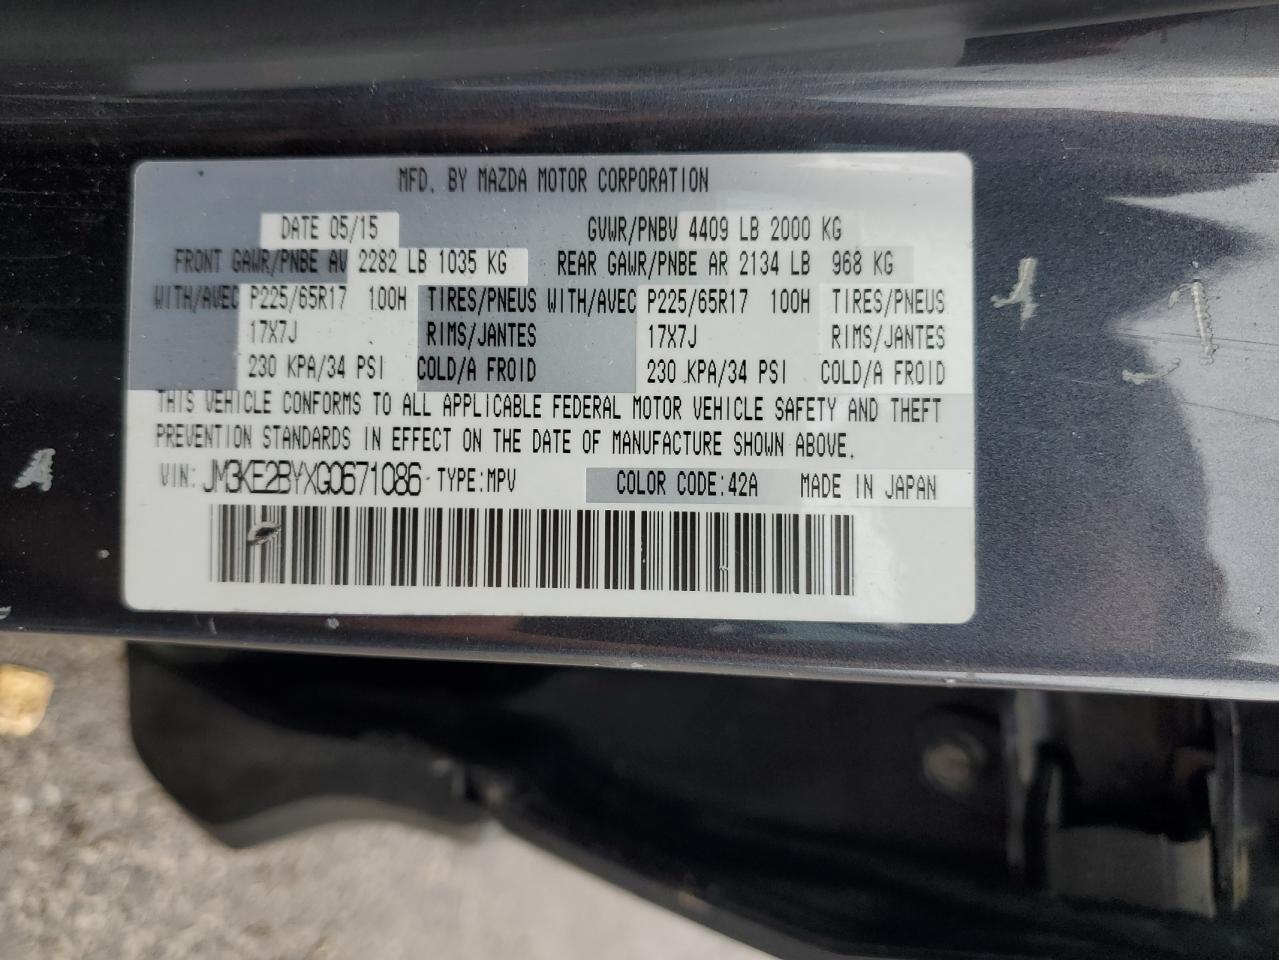 MFD. BY MAZDA MOTOR CORPORATION
DATE 05/15 GVWR/PNBV 4409 LB 2000 KG
FRONT GAWR/PNBE AV 2282 LB 1035 KG REAR GAWR/PNBE AR 2134 LB 968 KG
WITH/AVEC P225/65R17 100H TIRES/PNEUS WITH/AVEC P225/65R17 100H TIRES/PNEUS
17X7J RIMS/JANTES 17X7J RIMS/JANTES
230 KPA/34 PSI COLD/A FROID 230 KPA/34 PSI COLD/A FROID
THIS VEHICLE CONFORMS TO ALL APPLICABLE FEDERAL MOTOR VEHICLE SAFETY AND THEFT
PREVENTION STANDARDS IN EFFECT ON THE DATE OF MANUFACTURE SHOWN ABOVE.
VIN: JM3KE2BYXG0671086 TYPE:MPV COLOR CODE:42A MADE IN JAPAN